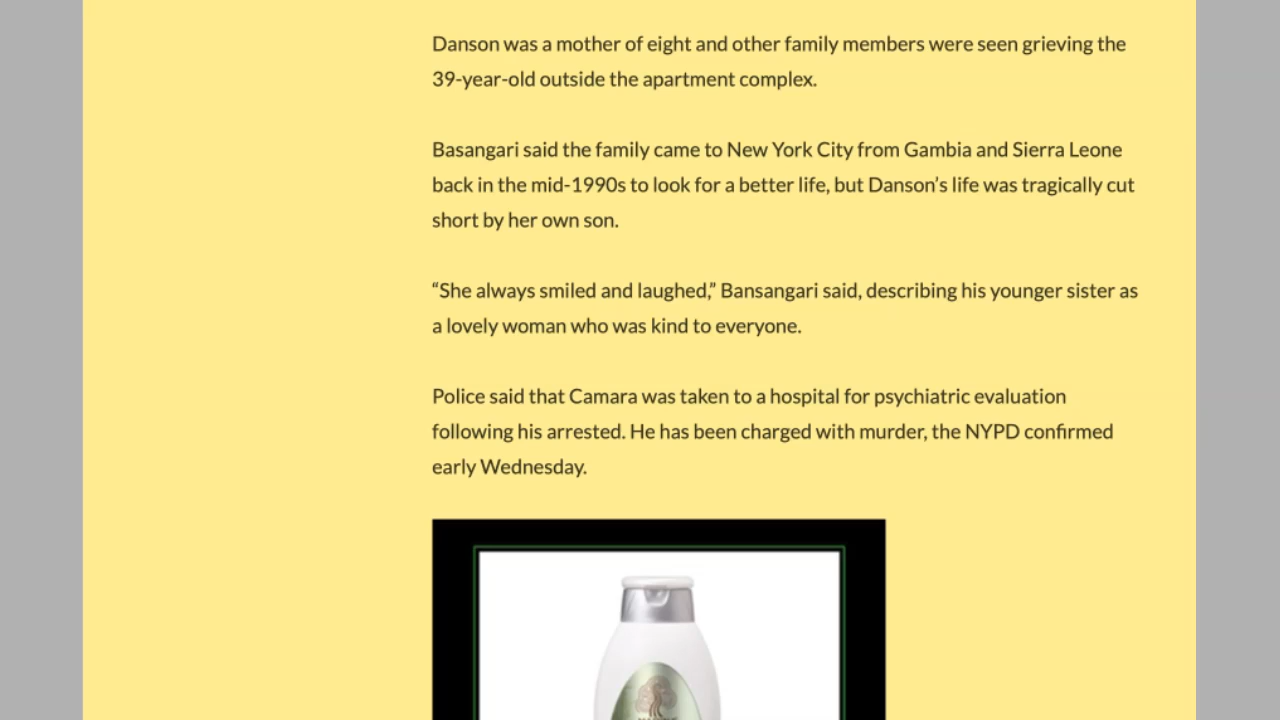 Danson was a mother of eight and other family members were seen grieving the
39-year-old outside the apartment complex.
Basangari said the family came to New York City from Gambia and Sierra Leone
back in the mid-1990s to look for a better life, but Danson’s life was tragically cut
short by her own son.
“She always smiled and laughed,” Bansangari said, describing his younger sister as
a lovely woman who was kind to everyone.
Police said that Camara was taken to a hospital for psychiatric evaluation
following his arrested. He has been charged with murder, the NYPD confirmed
early Wednesday.